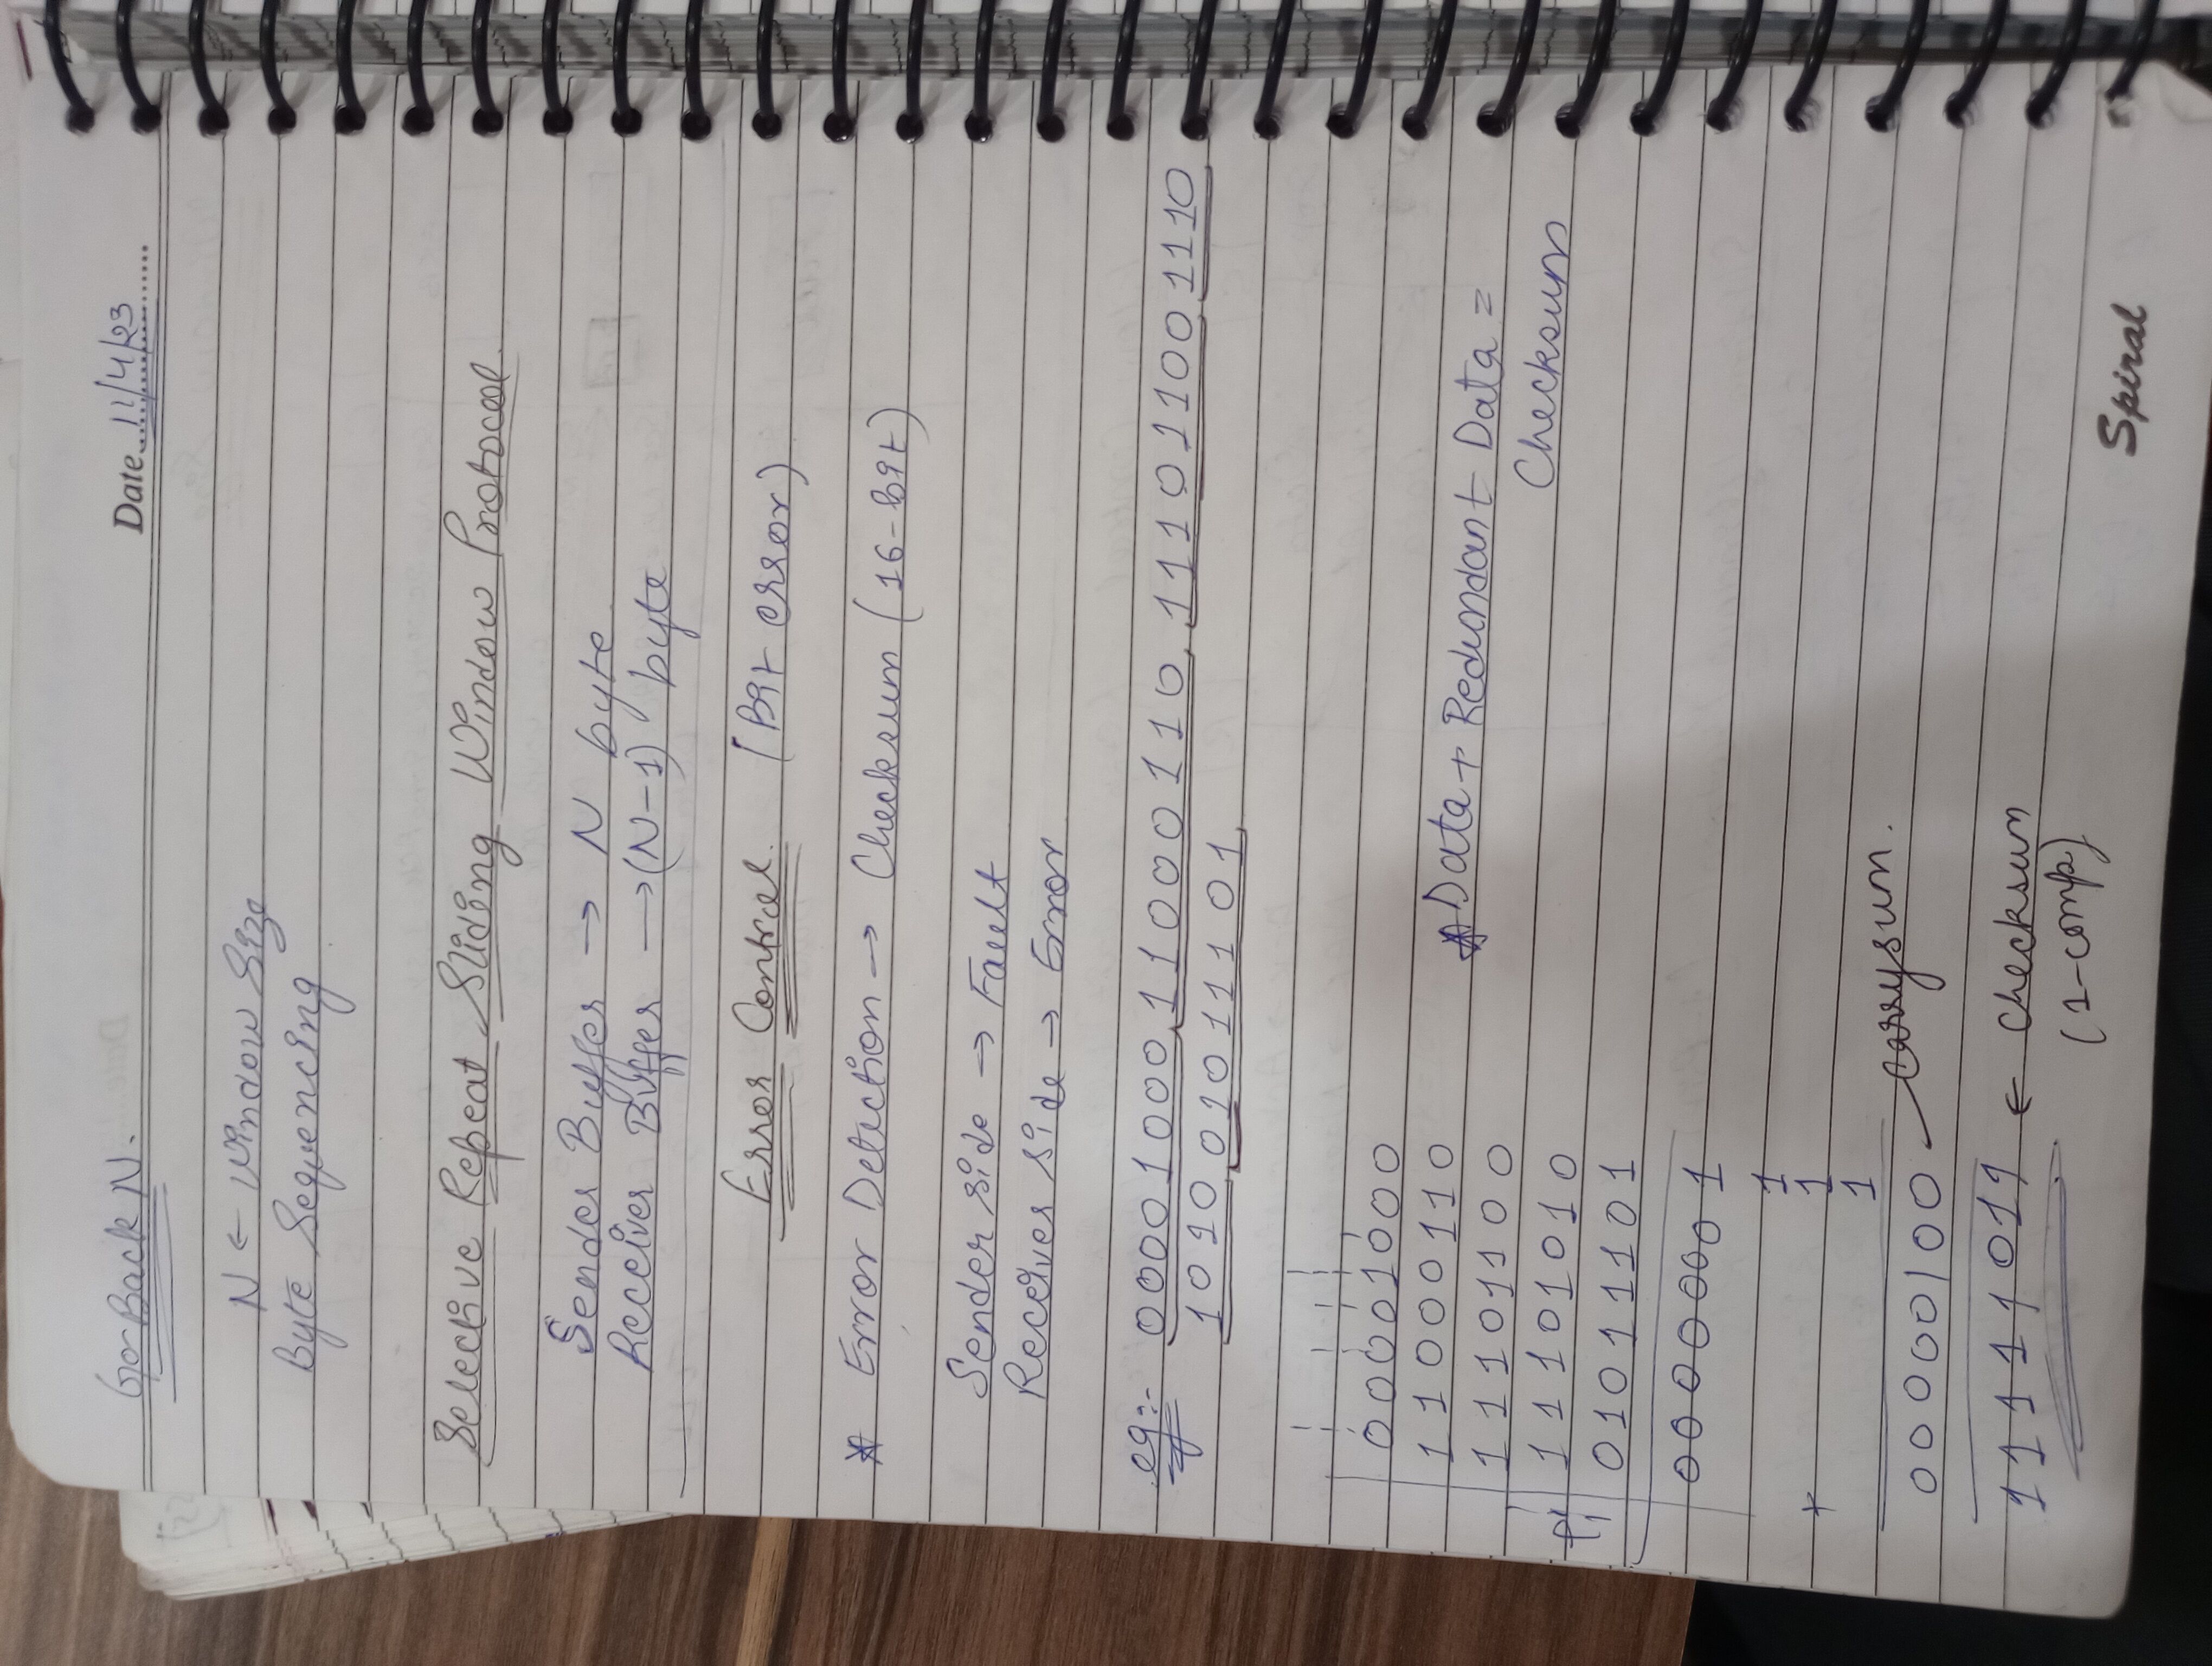 Go-Back N.
Date 11/4/23
N ← Window Size
Byte Sequencing
Selective Repeat Sliding Window Protocol.
Sender Buffer → N byte
Receiver Buffer → (N-1) byte
Error Control. (Bit error)
* Error Detection → Checksum (16-bit)
Sender side → Fault
Receiver side → Error
eg:- 00001000 11000110 11101100 1110
1010 01011101
00001000
11000110
11101100
* Data + Redundant Data =
Checksum
11101010
01011101
00000001
1
+ 1
1
00000100 carrysum.
11111011 ← Checksum
(1-comp)
Spiral